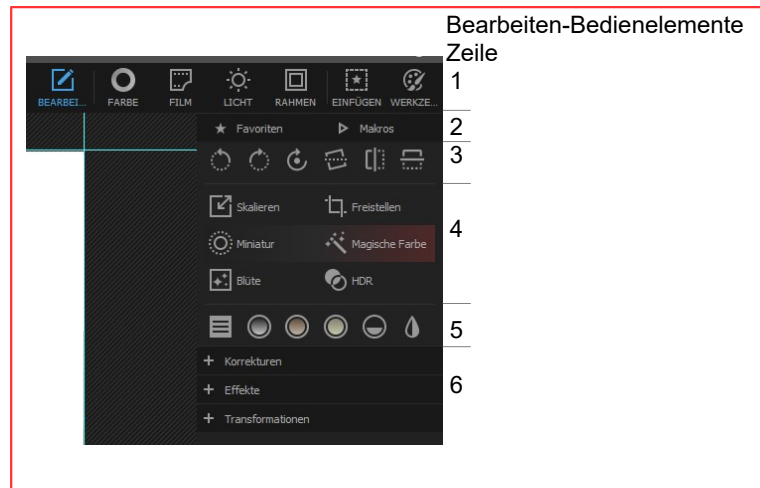 Bearbeiten-Bedienelemente
Zeile
BEARBEI... FARBE FILM LICHT RAHMEN EINFÜGEN WERKZE... 1
Favoriten Makros 2
3
Skalieren Freistellen
Miniatur Magische Farbe 4
Blüte HDR
5
+ Korrekturen
+ Effekte 6
+ Transformationen